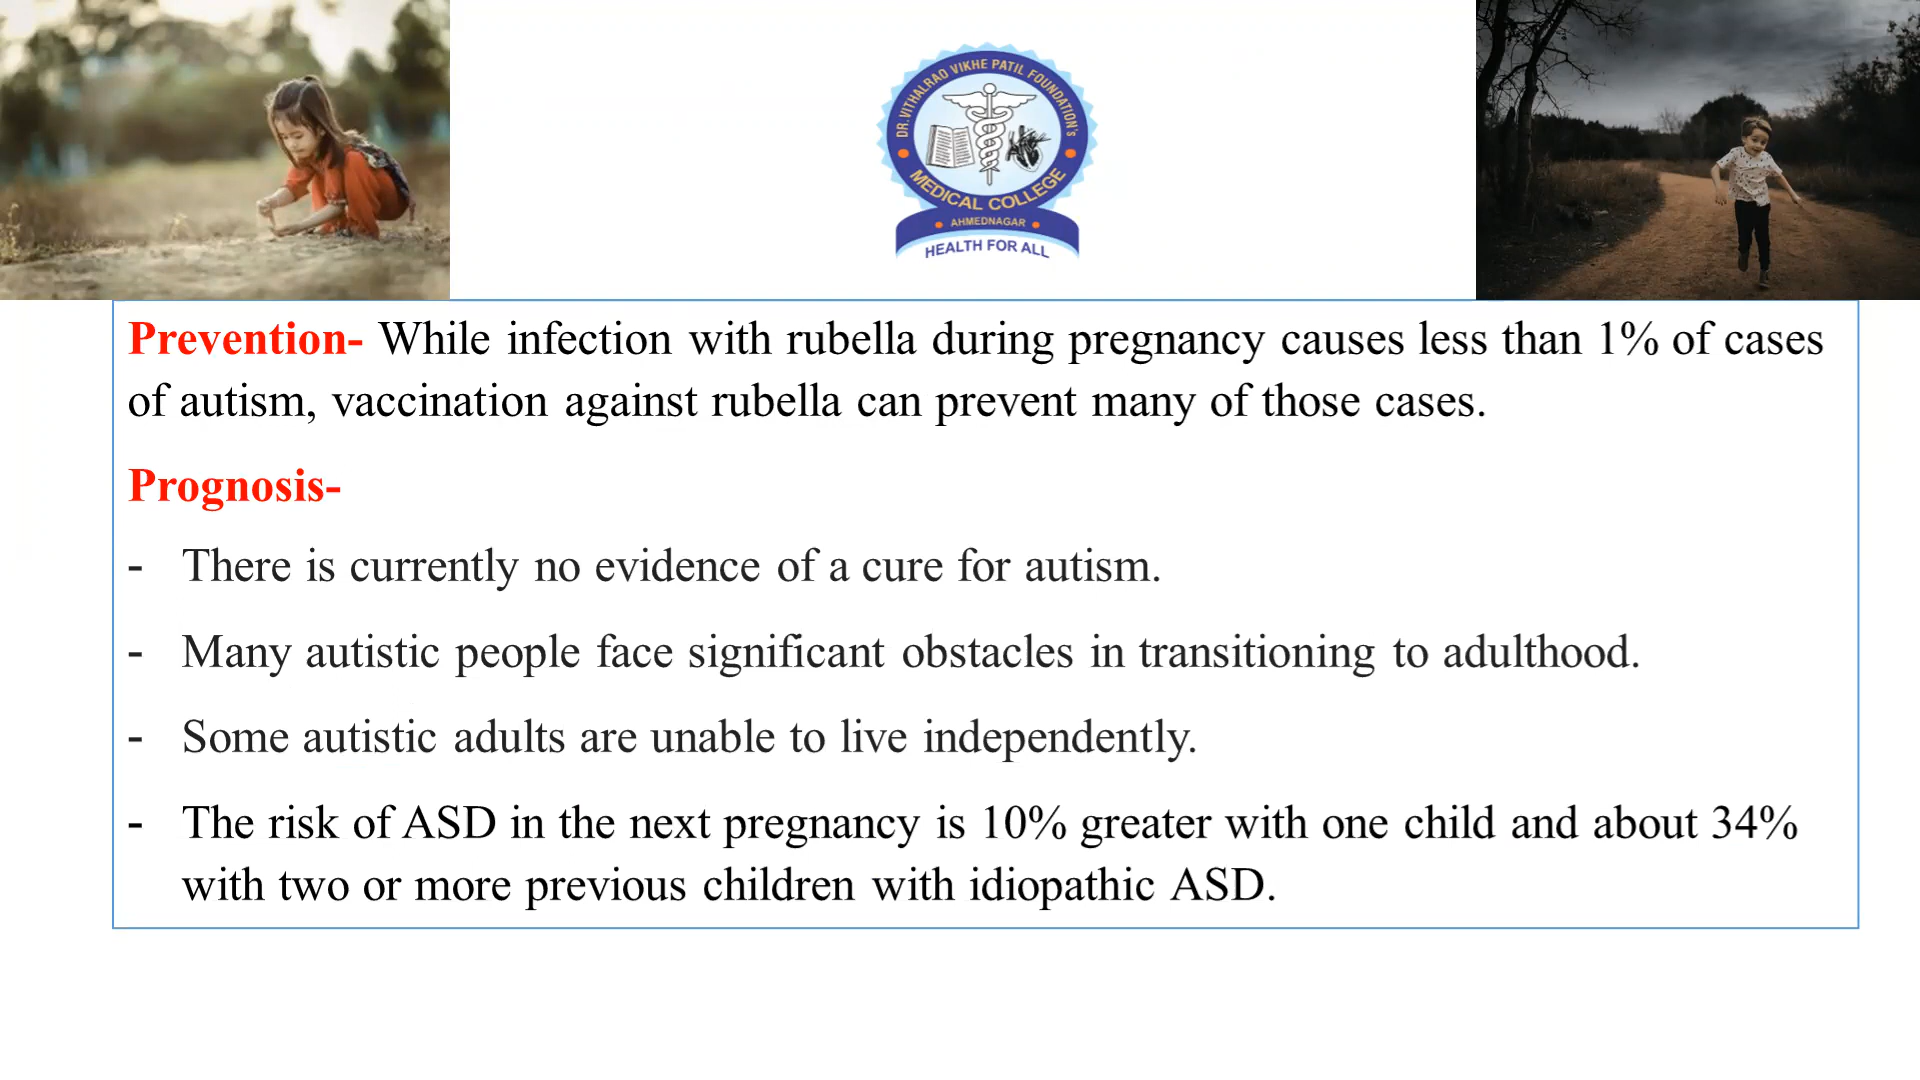 DR. VITHALRAO VIKHE PATIL FOUNDATION's
MEDICAL COLLEGE
AHMEDNAGAR
HEALTH FOR ALL
Prevention- While infection with rubella during pregnancy causes less than 1% of cases
of autism, vaccination against rubella can prevent many of those cases.
Prognosis-
- There is currently no evidence of a cure for autism.
- Many autistic people face significant obstacles in transitioning to adulthood.
- Some autistic adults are unable to live independently.
- The risk of ASD in the next pregnancy is 10% greater with one child and about 34%
with two or more previous children with idiopathic ASD.